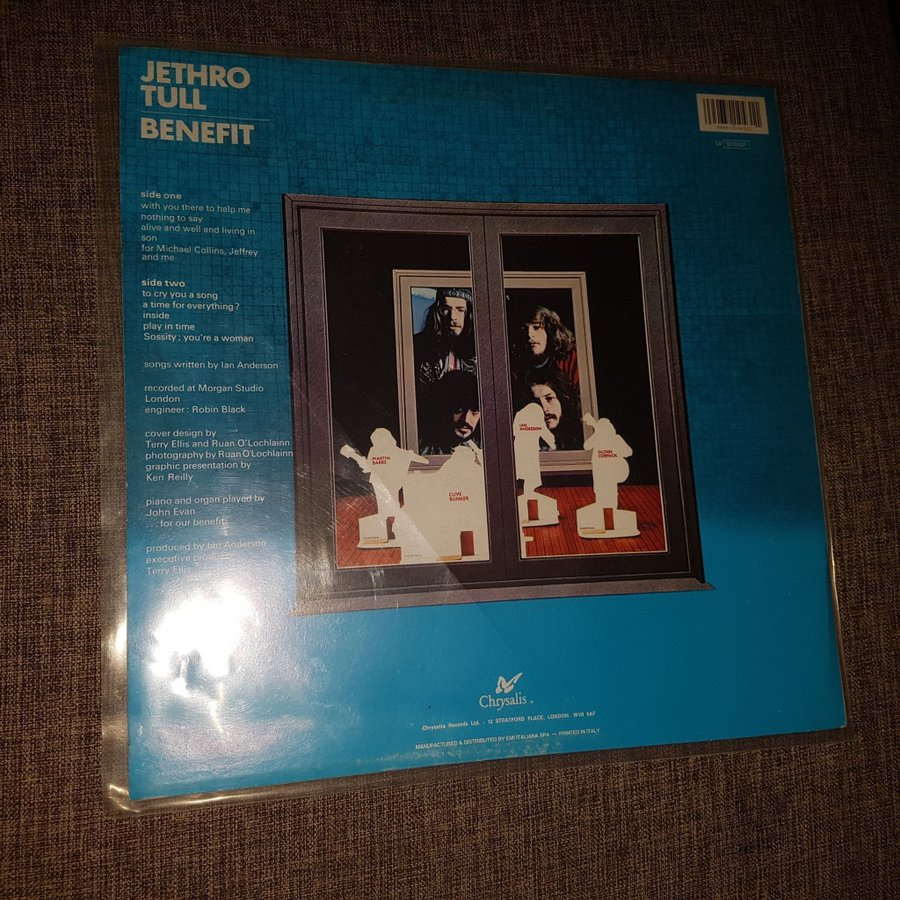 JETHRO
TULL
BENEFIT
side one
with you there to help me
nothing to say
alive and well and living in
son
for Michael Collins, Jeffrey
and me
side two
to cry you a song
a time for everything?
inside
play in time
Sossity; you're a woman
songs written by Ian Anderson
recorded at Morgan Studio
London
engineer: Robin Black
cover design by
Terry Ellis and Ruan O'Lochlainn
photography by Ruan O'Lochlainn
graphic presentation by
Ken Reilly
piano and organ played by
John Evan
... for our benefit
produced by Ian Anderson
executive
Terry Ellis
MARTIN
BARRE
CLIVE
BUNKER
IAN
ANDERSON
GLENN
CORNICK
Chrysalis
Chrysalis Records Ltd. - 12 STRATFORD PLACE, LONDON, W1N 9AF
MANUFACTURED & DISTRIBUTED BY EMI ITALIANA SPA — PRINTED IN ITALY